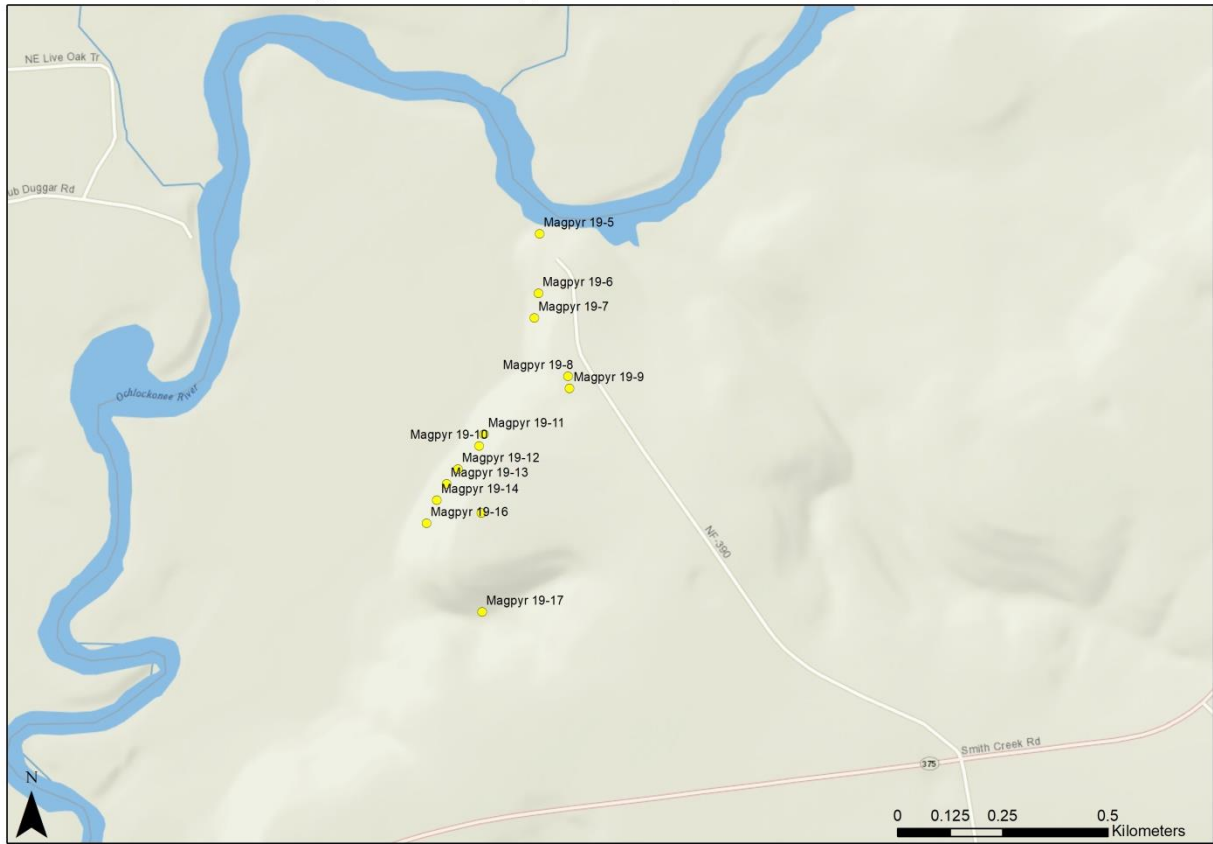 NE Live Oak Tr
ub Duggar Rd
Magpyr 19-5
Magpyr 19-6
Magpyr 19-7
Magpyr 19-8
Magpyr 19-9
Ochlockonee River
Magpyr 19-11
Magpyr 19-10
Magpyr 19-12
Magpyr 19-13
Magpyr 19-14
Magpyr 19-16
NF-390
Magpyr 19-17
Smith Creek Rd
375
N
0 0.125 0.25 0.5
Kilometers